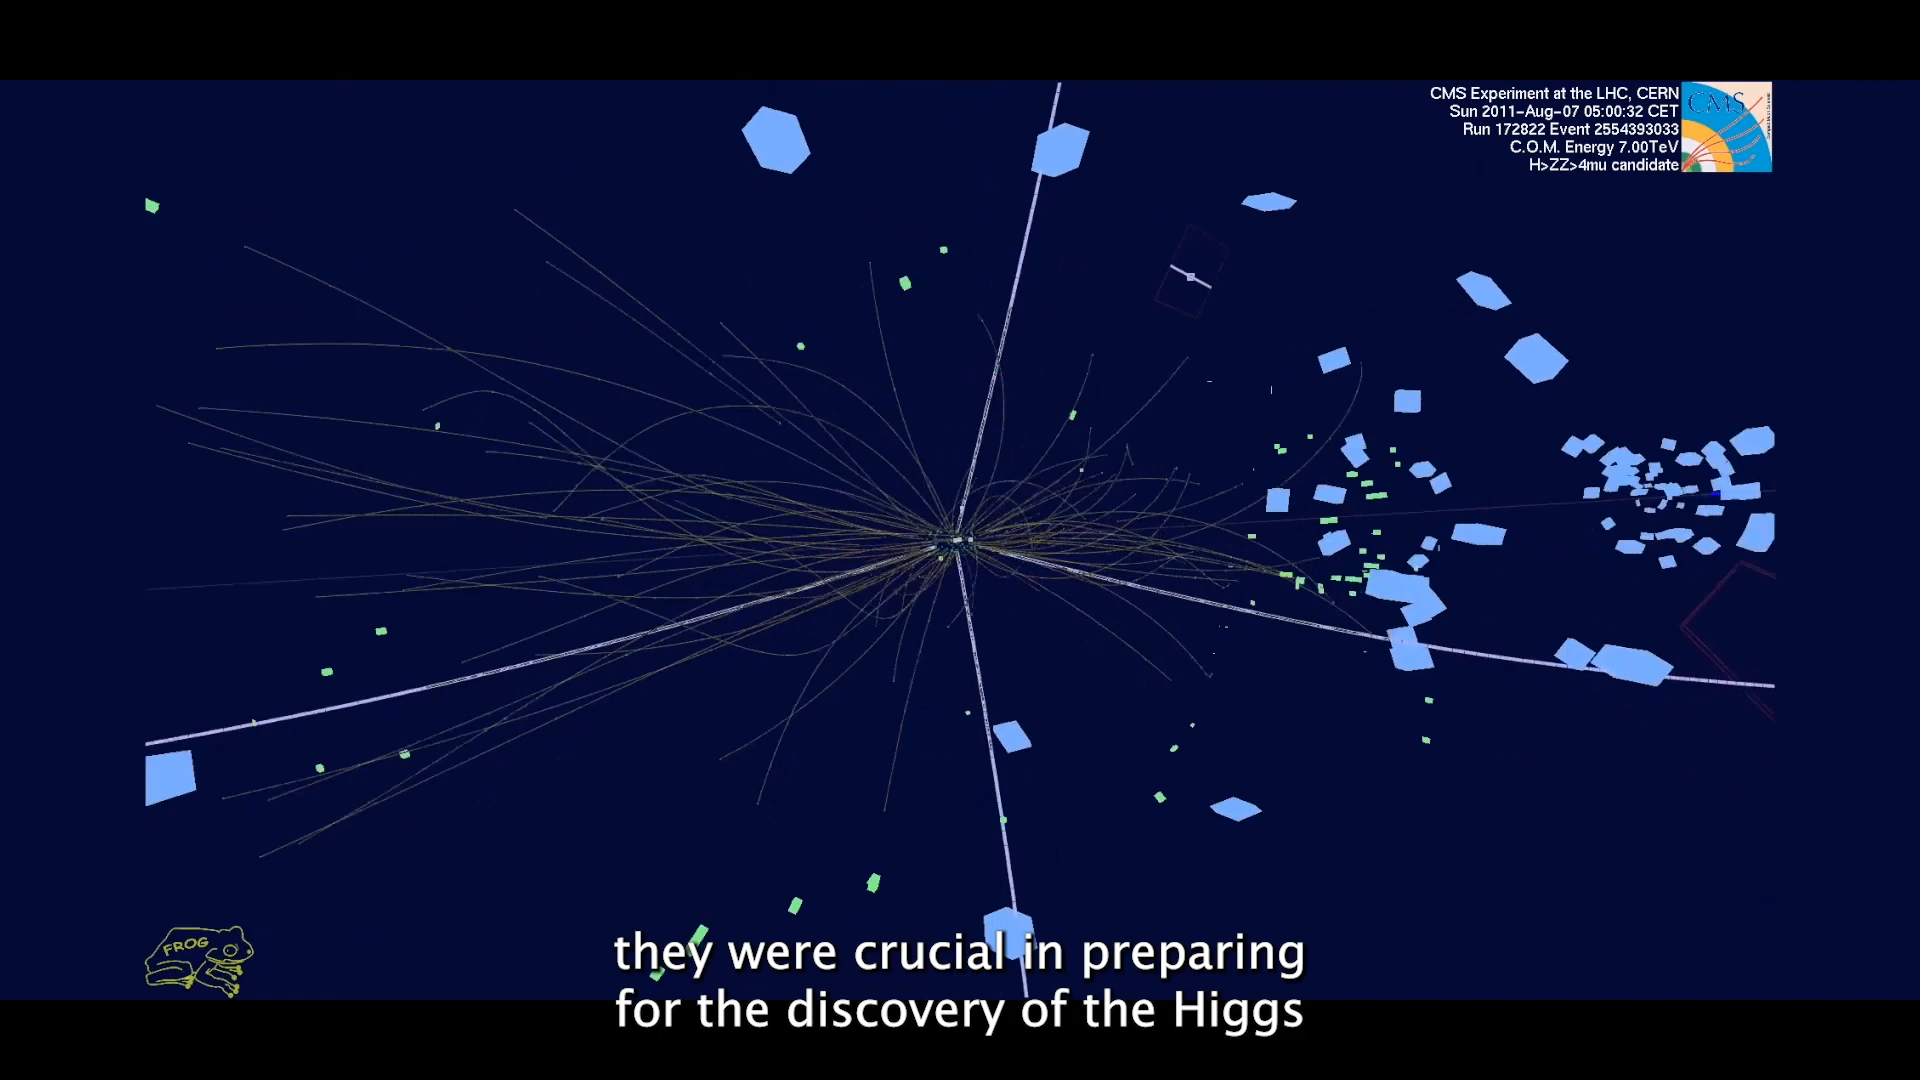 CMS Experiment at the LHC, CERN
Sun 2011-Aug-07 05:00:32 CET
Run 172822 Event 2554393033
C.O.M. Energy 7.00TeV
H>ZZ>4mu candidate
CMS
FROG
they were crucial in preparing
for the discovery of the Higgs